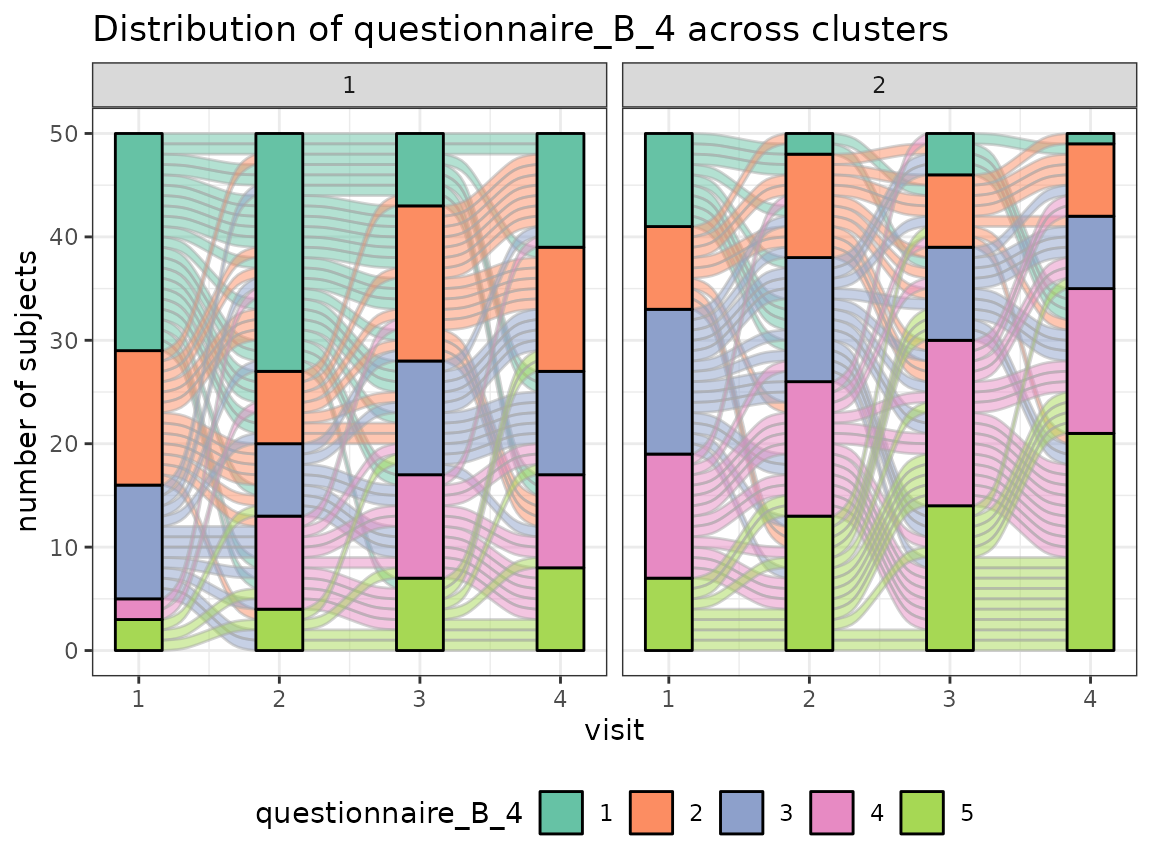 Distribution of questionnaire_B_4 across clusters
1 2
50
40
30
20
10
0
number of subjects
1 2 3 4 1 2 3 4
visit
questionnaire_B_4 1 2 3 4 5